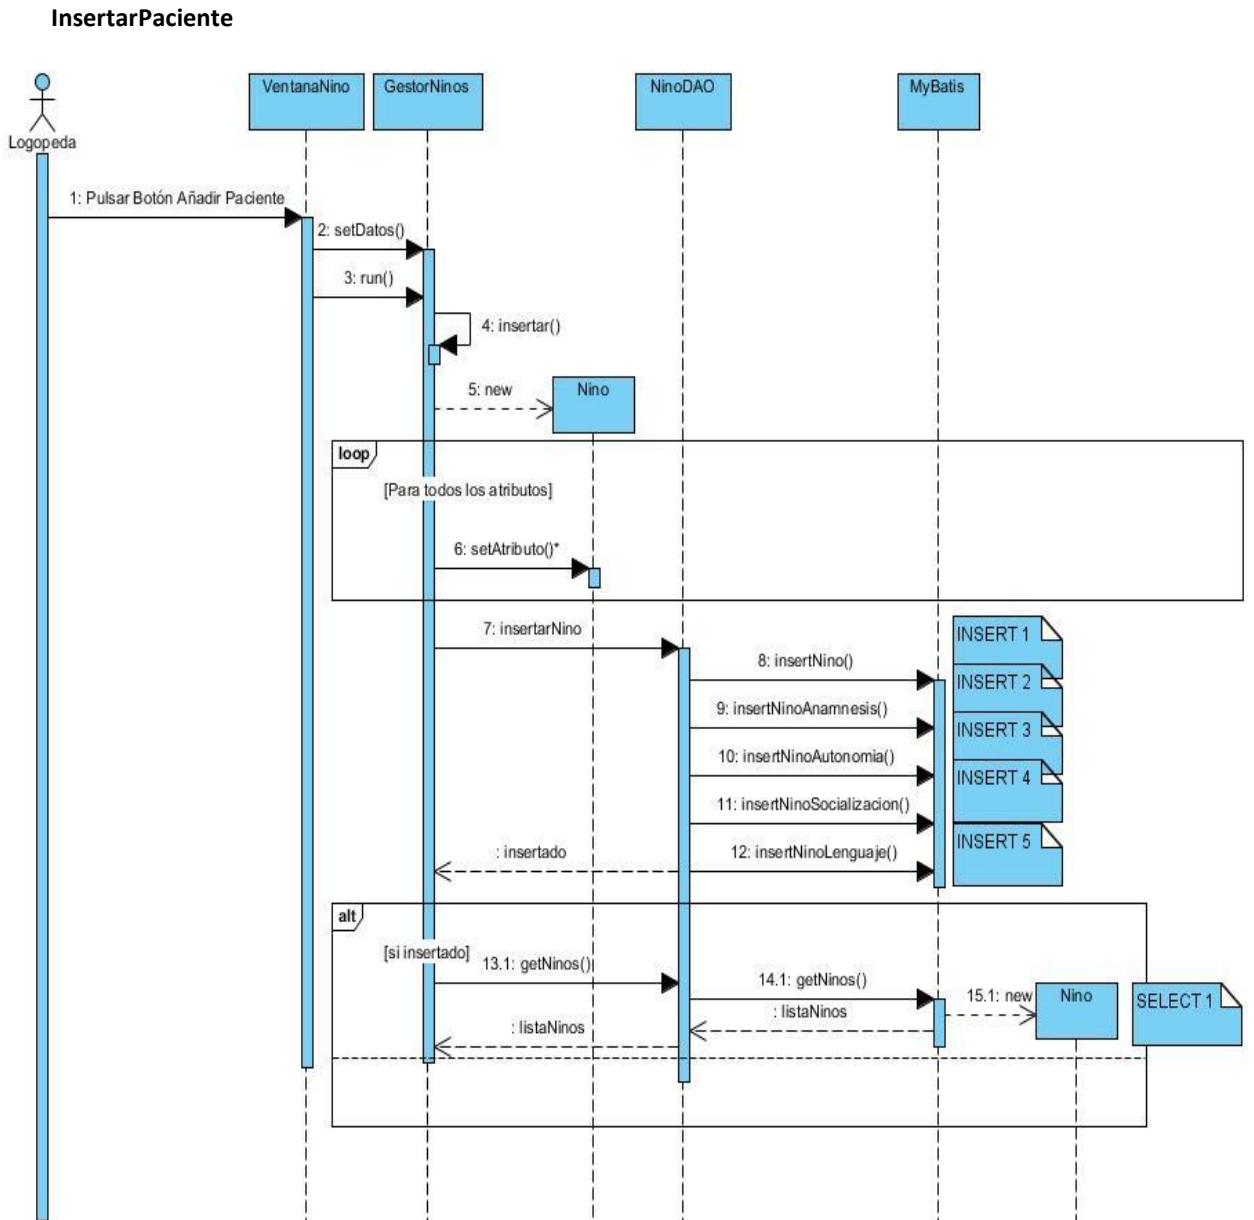 InsertarPaciente
Logopeda
VentanaNino
GestorNinos
NinoDAO
MyBatis
1: Pulsar Botón Añadir Paciente
2: setDatos()
3: run()
4: insertar()
5: new
Nino
loop
[Para todos los atributos]
6: setAtributo()*
7: insertarNino
INSERT 1
8: insertNino()
INSERT 2
9: insertNinoAnamnesis()
INSERT 3
10: insertNinoAutonomia()
INSERT 4
11: insertNinoSocializacion()
INSERT 5
: insertado
12: insertNinoLenguaje()
alt
[si insertado]
13.1: getNinos()
14.1: getNinos()
15.1: new
Nino
SELECT 1
: listaNinos
: listaNinos